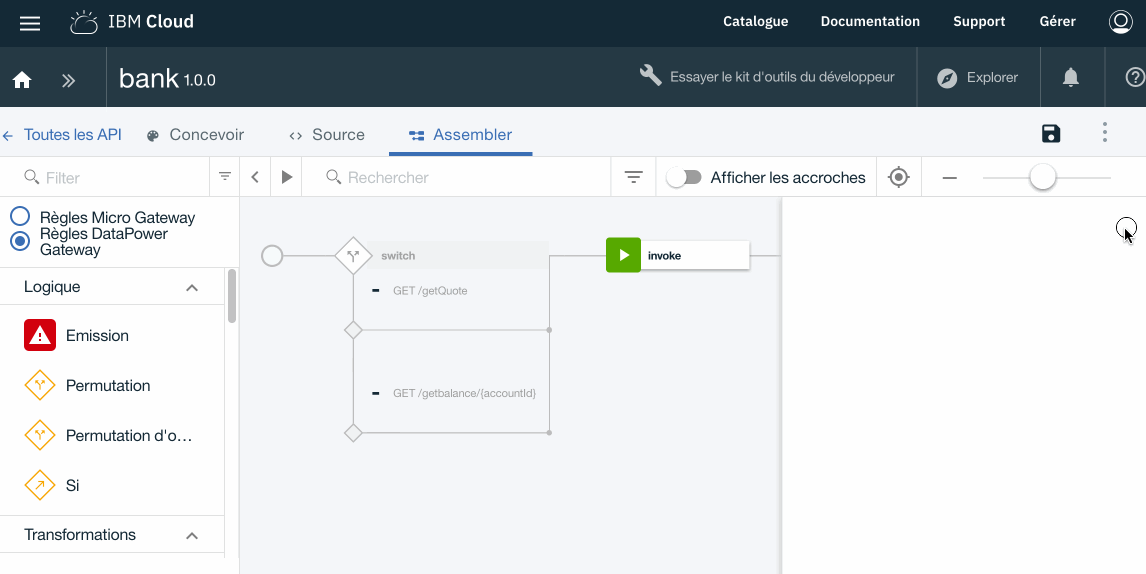 IBM Cloud
Catalogue Documentation Support Gérer
bank 1.0.0
Essayer le kit d'outils du développeur
Explorer
Toutes les API
Concevoir
<> Source
Assembler
Filter
Rechercher
Afficher les accroches
Règles Micro Gateway
Règles DataPower
Gateway
Logique
Emission
Permutation
Permutation d'o...
Si
Transformations
switch
GET /getQuote
GET /getbalance/{accountId}
invoke